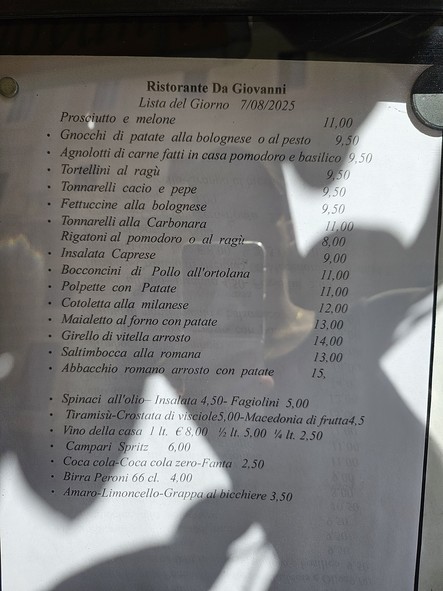 Ristorante Da Giovanni
Lista del Giorno 7/08/2025
Prosciutto e melone 11,00
• Gnocchi di patate alla bolognese o al pesto 9,50
• Agnolotti di carne fatti in casa pomodoro e basilico 9,50
• Tortellini al ragù 9,50
• Tonnarelli cacio e pepe 9,50
• Fettuccine alla bolognese 9,50
• Tonnarelli alla Carbonara 11,00
Rigatoni al pomodoro o al ragù 8,00
• Insalata Caprese 9,00
• Bocconcini di Pollo all'ortolana 11,00
• Polpette con Patate 11,00
• Cotoletta alla milanese 12,00
• Maialetto al forno con patate 13,00
• Girello di vitella arrosto 14,00
• Saltimbocca alla romana 13,00
• Abbacchio romano arrosto con patate 15,
• Spinaci all'olio– Insalata 4,50- Fagiolini 5,00
• Tiramisù-Crostata di visciole5,00-Macedonia di frutta4,5
• Vino della casa 1 lt. € 8,00 ½ lt. 5,00 ¼ lt. 2,50
• Campari Spritz 6,00
• Coca cola-Coca cola zero-Fanta 2,50
• Birra Peroni 66 cl. 4,00
• Amaro-Limoncello-Grappa al bicchiere 3,50